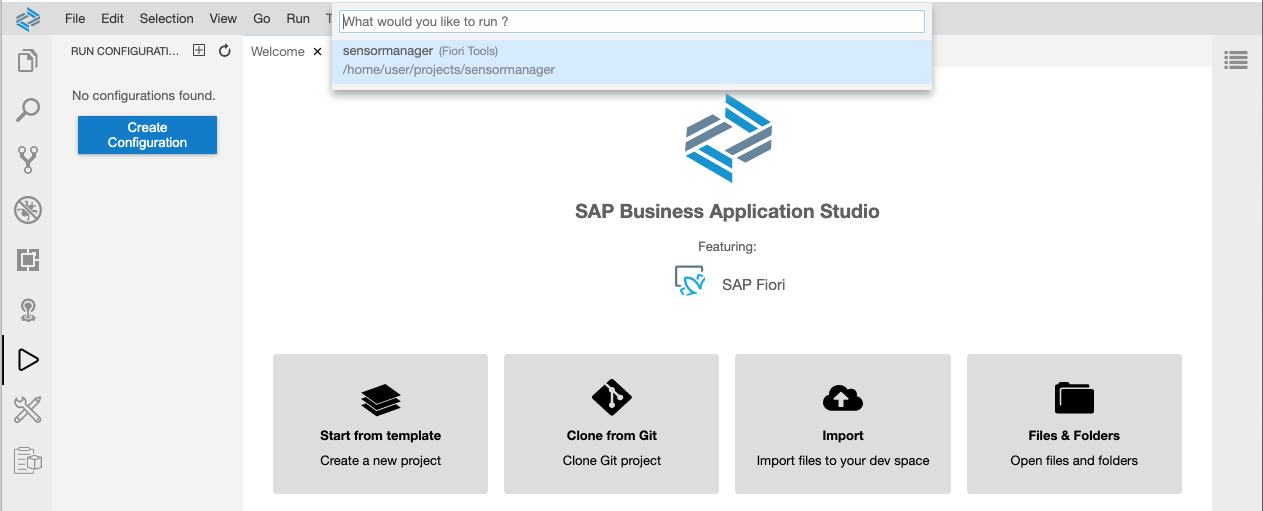 File Edit Selection View Go Run
What would you like to run ?
sensormanager (Fiori Tools)
/home/user/projects/sensormanager
RUN CONFIGURATI...
Welcome
No configurations found.
Create
Configuration
SAP Business Application Studio
Featuring:
SAP Fiori
Start from template
Create a new project
Clone from Git
Clone Git project
Import
Import files to your dev space
Files & Folders
Open files and folders